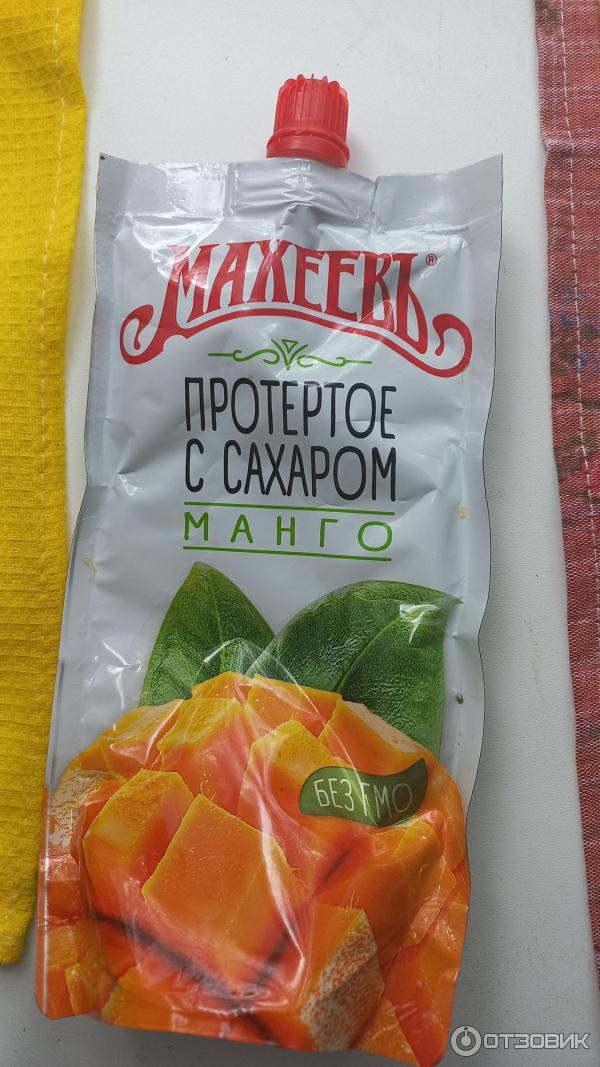 МАХЕЕВЪ®
ПРОТЕРТОЕ
С САХАРОМ
МАНГО
БЕЗ ГМО
ОТЗОВИК